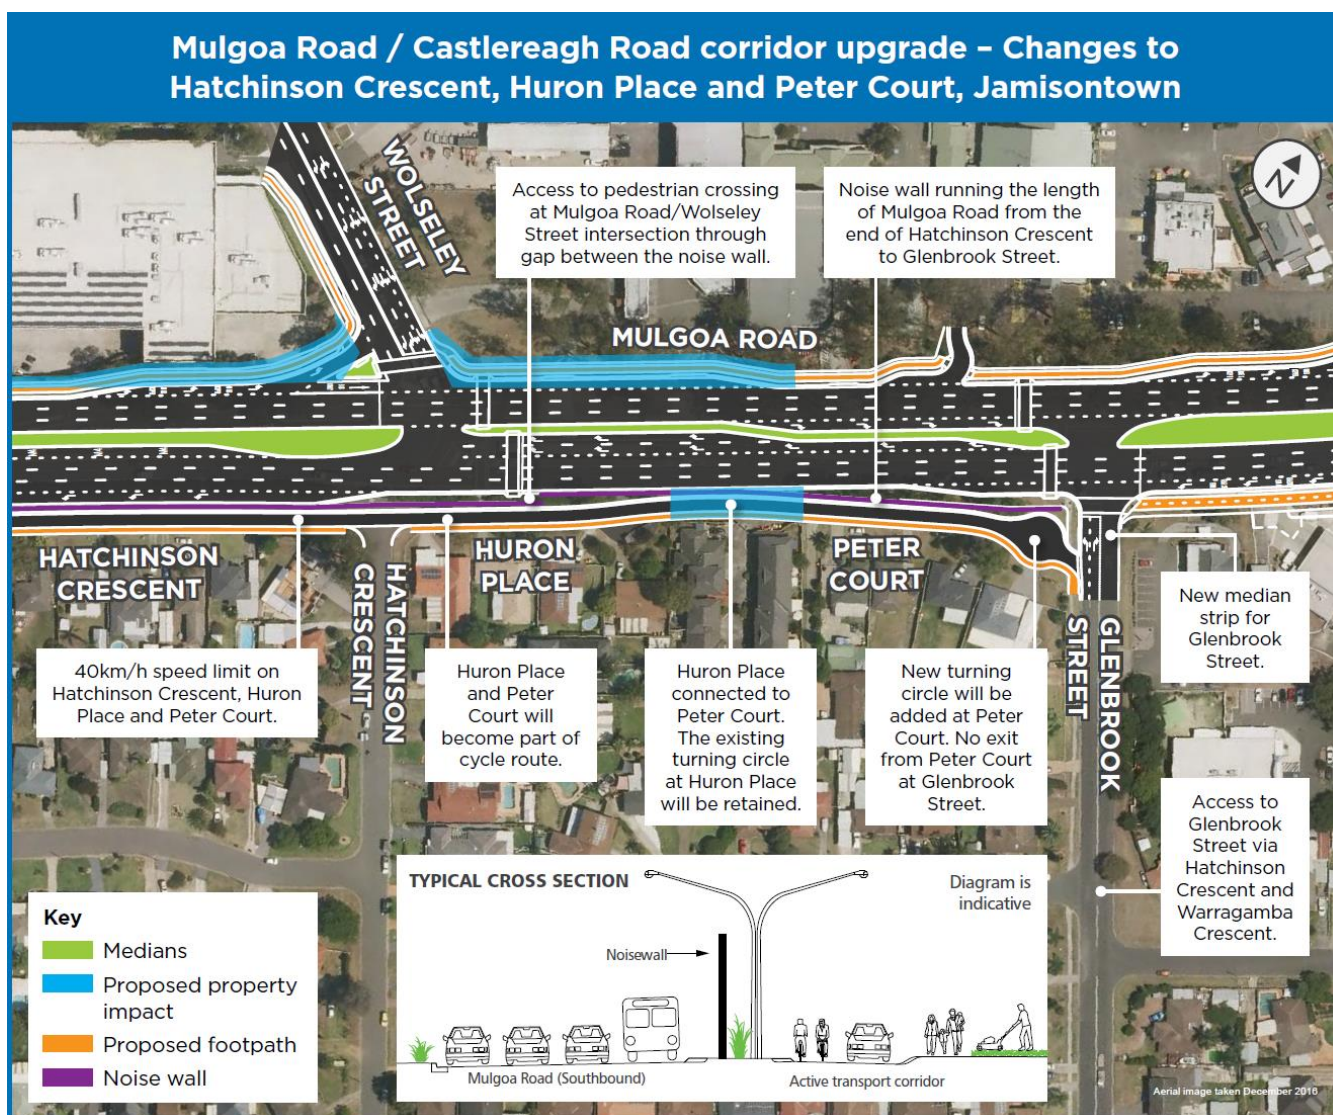 Mulgoa Road / Castlereagh Road corridor upgrade – Changes to
Hatchinson Crescent, Huron Place and Peter Court, Jamisontown
WOLSELEY
STREET
Access to pedestrian crossing
at Mulgoa Road/Wolseley
Street intersection through
gap between the noise wall.
Noise wall running the length
of Mulgoa Road from the
end of Hatchinson Crescent
to Glenbrook Street.
N
MULGOA ROAD
HATCHINSON
CRESCENT
HATCHINSON
CRESCENT
HURON
PLACE
PETER
COURT
GLENBROOK
STREET
New median
strip for
Glenbrook
Street.
40km/h speed limit on
Hatchinson Crescent, Huron
Place and Peter Court.
Huron Place
and Peter
Court will
become part of
cycle route.
Huron Place
connected to
Peter Court.
The existing
turning circle
at Huron Place
will be retained.
New turning
circle will be
added at Peter
Court. No exit
from Peter Court
at Glenbrook
Street.
Access to
Glenbrook
Street via
Hatchinson
Crescent and
Warragamba
Crescent.
Key
Medians
Proposed property
impact
Proposed footpath
Noise wall
TYPICAL CROSS SECTION
Diagram is
indicative
Noisewall
Mulgoa Road (Southbound)
Active transport corridor
Aerial image taken December 2016